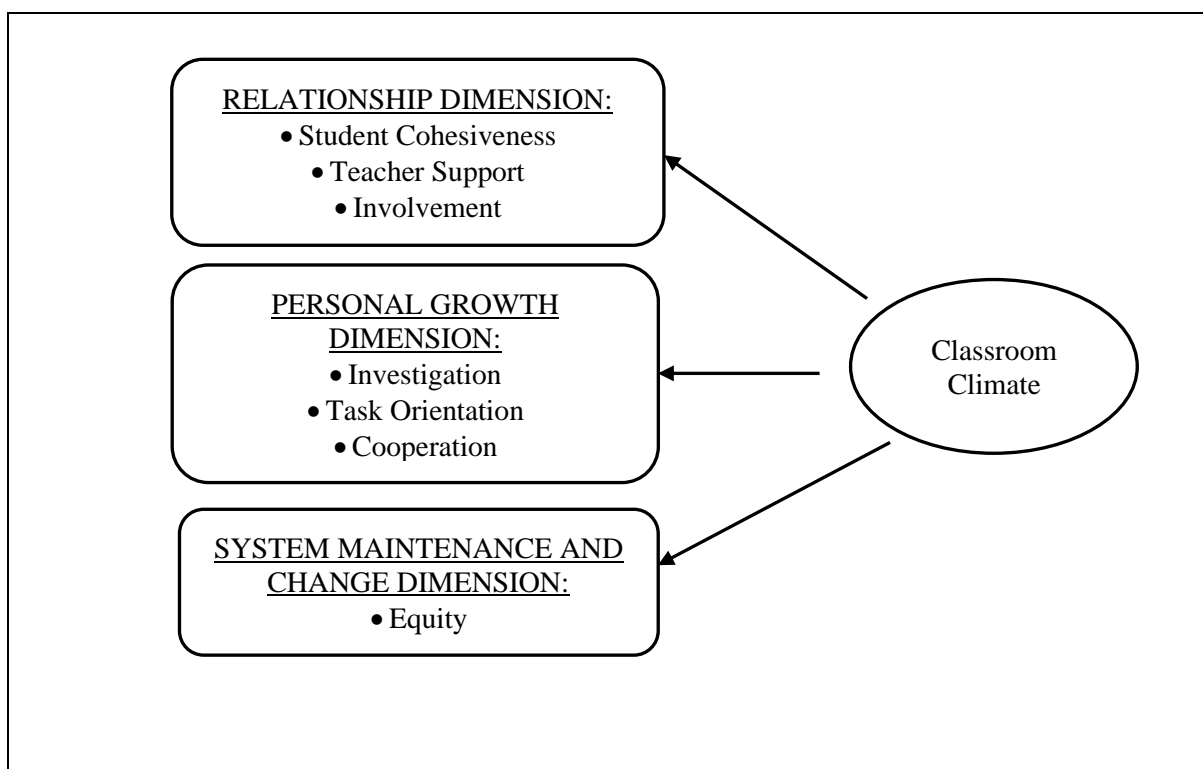 RELATIONSHIP DIMENSION:
• Student Cohesiveness
• Teacher Support
• Involvement
PERSONAL GROWTH
DIMENSION:
• Investigation
• Task Orientation
• Cooperation
SYSTEM MAINTENANCE AND
CHANGE DIMENSION:
• Equity
Classroom
Climate